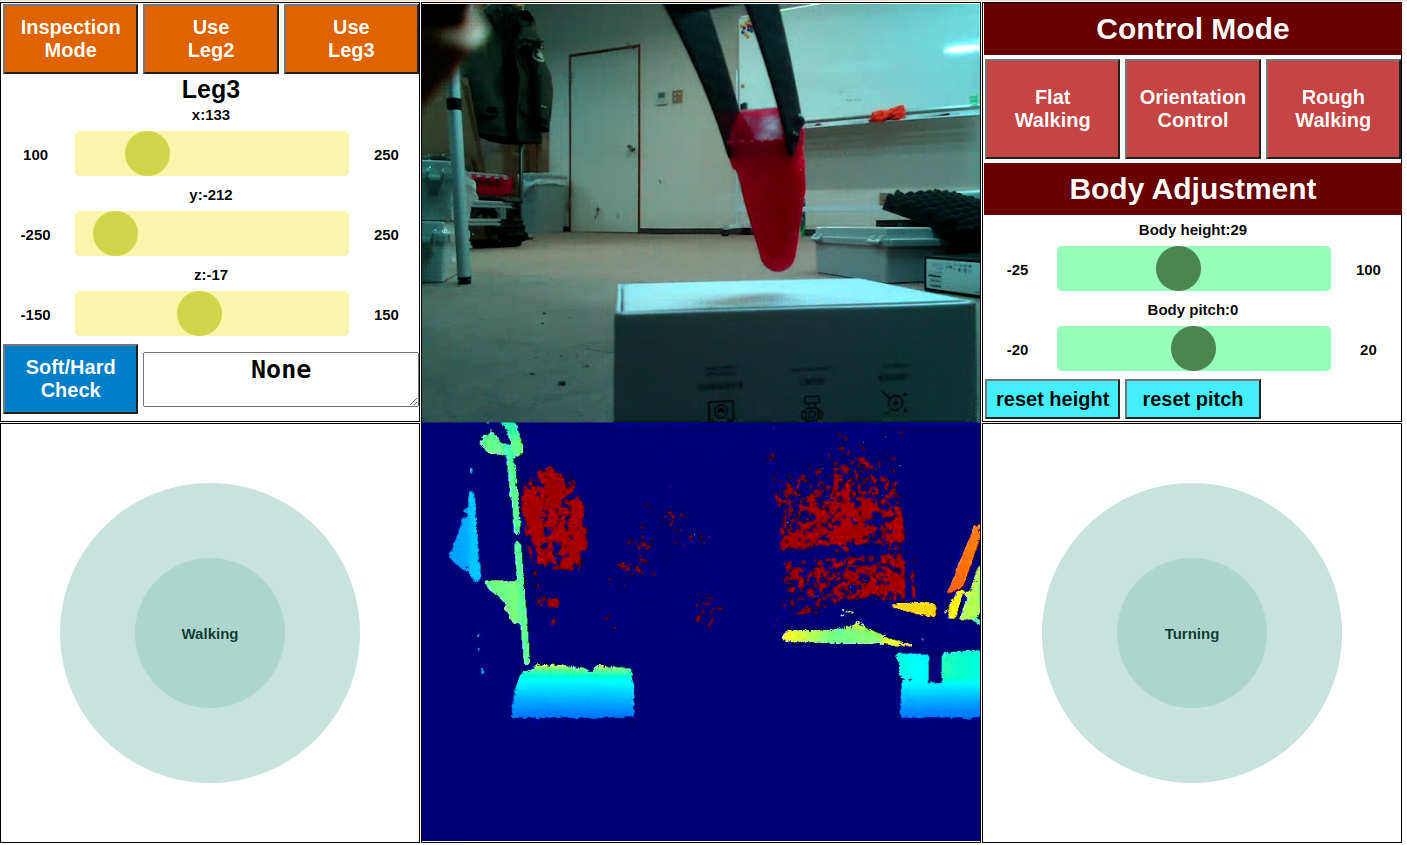 Inspection
Mode
Use
Leg2
Use
Leg3
Leg3
x:133
100
250
y:-212
-250
250
z:-17
-150
150
Soft/Hard
Check
None
Control Mode
Flat
Walking
Orientation
Control
Rough
Walking
Body Adjustment
Body height:29
-25
100
Body pitch:0
-20
20
reset height
reset pitch
Walking
Turning